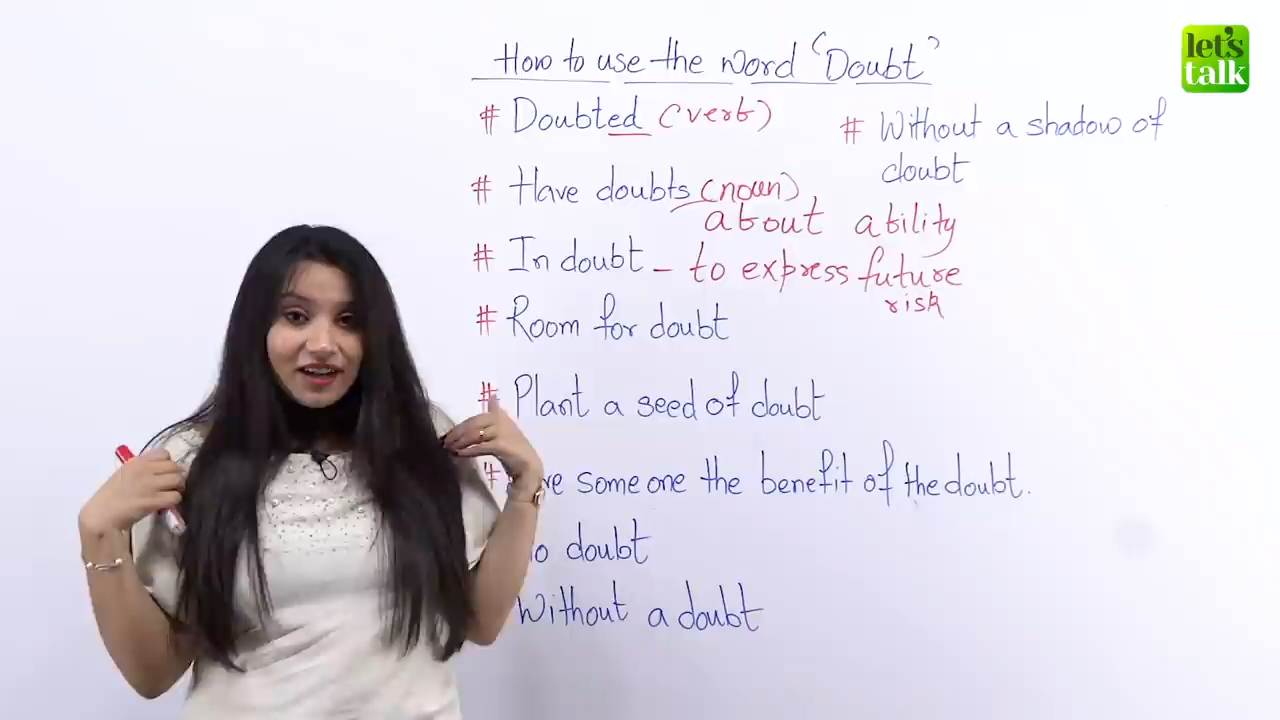 How to use the word 'Doubt'
# Doubted (verb)
# Have doubts (noun)
about ability
# In doubt - to express future
risk
# Room for doubt
# Plant a seed of doubt
# someone the benefit of the doubt.
doubt
Without a doubt
# Without a shadow of
doubt
let's
talk